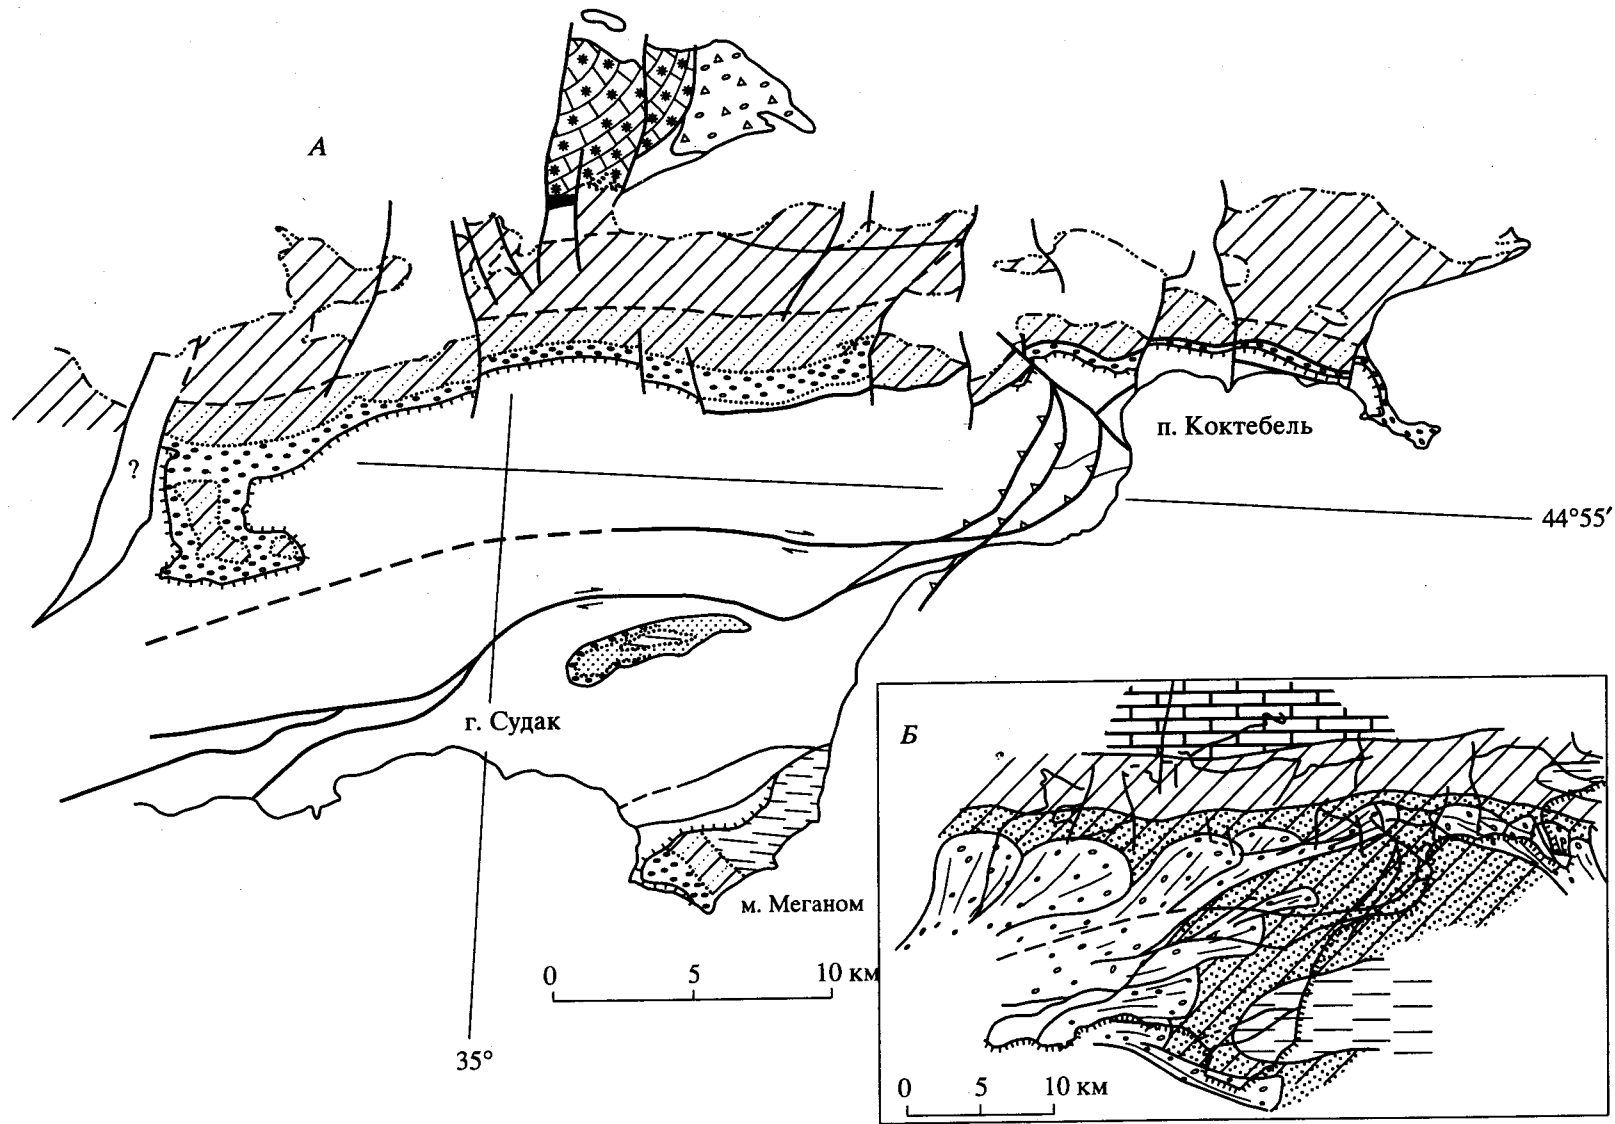 А
?
п. Коктебель
44°55′
г. Судак
Б
м. Меганом
0 5 10 км
35°
0 5 10 км